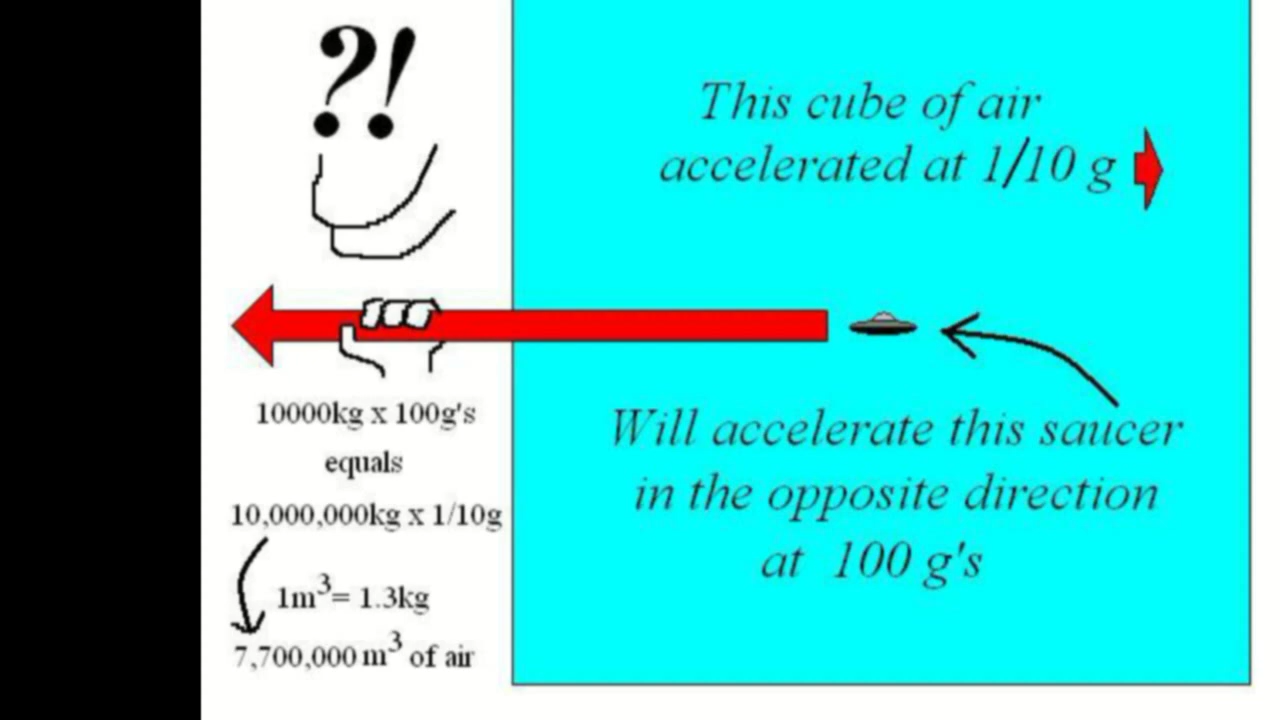 ?!
This cube of air
accelerated at 1/10 g
10000kg x 100g's
equals
10,000,000kg x 1/10g
1m³= 1.3kg
7,700,000 m³ of air
Will accelerate this saucer
in the opposite direction
at 100 g's